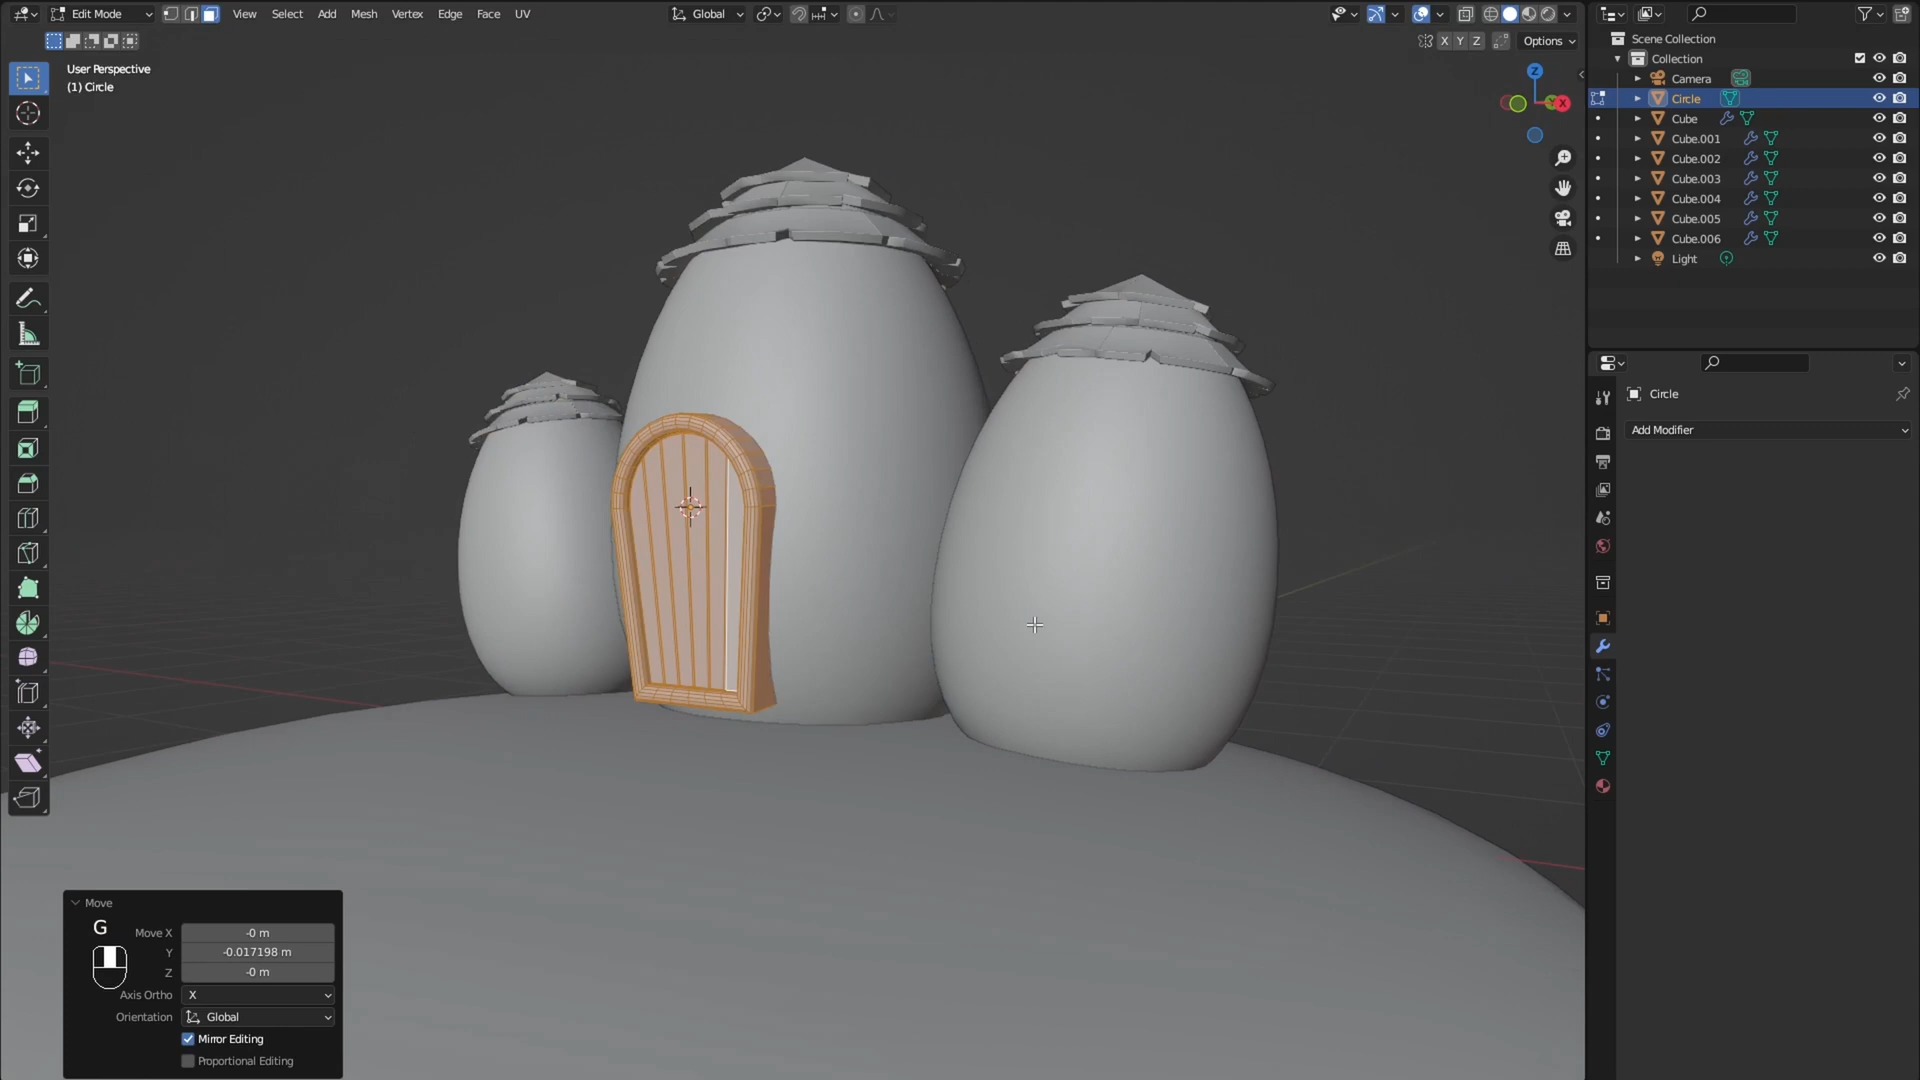 Edit Mode View Select Add Mesh Vertex Edge Face UV Global
X Y Z Options
User Perspective
(1) Circle
Z
X
Scene Collection
Collection
Camera
Circle
Cube
Cube.001
Cube.002
Cube.003
Cube.004
Cube.005
Cube.006
Light
Circle
Add Modifier
Move
G
Move X -0 m
Y -0.017198 m
Z -0 m
Axis Ortho X
Orientation Global
Mirror Editing
Proportional Editing